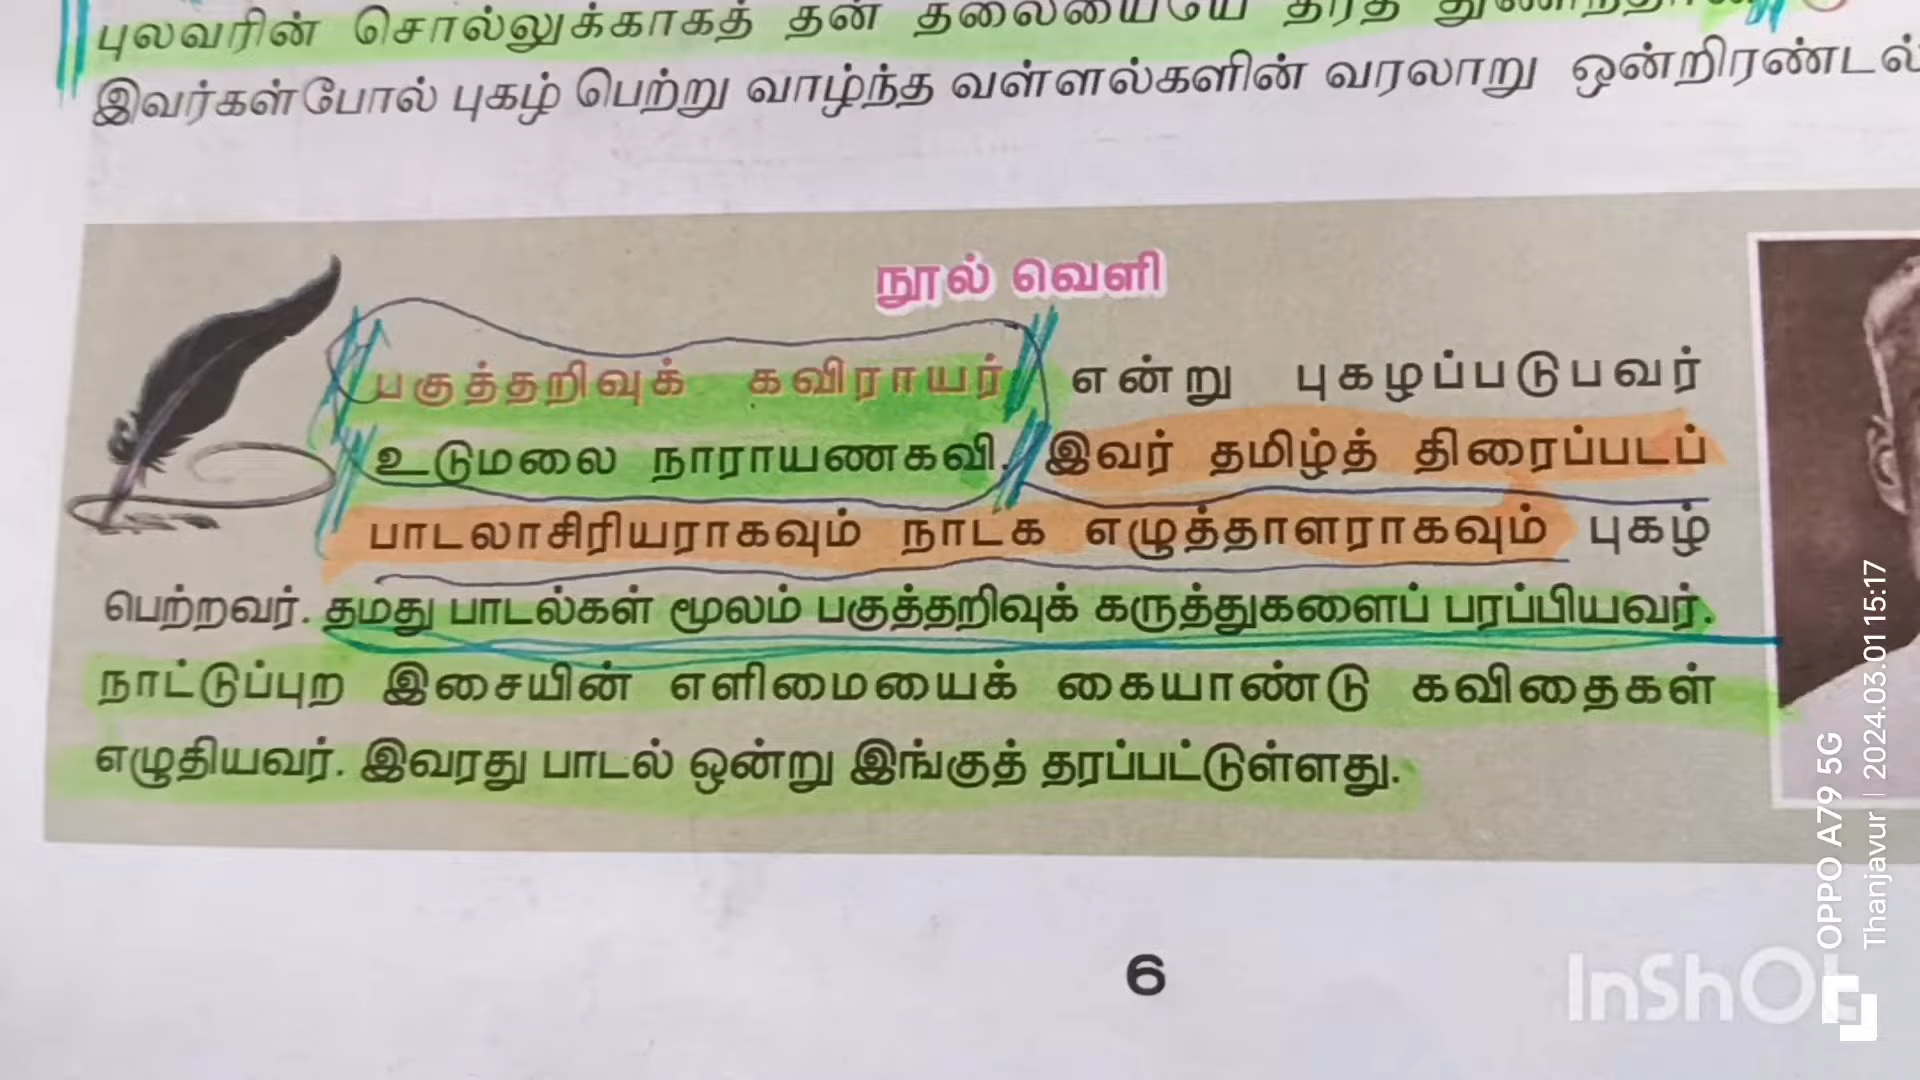 புலவரின் சொல்லுக்காகத் தன் தலையையே தரத் துணிந்தான்
இவர்கள்போல் புகழ் பெற்று வாழ்ந்த வள்ளல்களின் வரலாறு ஒன்றிரண்டல்
நூல் வெளி
பகுத்தறிவுக் கவிராயர் என்று புகழப்படுபவர்
உடுமலை நாராயணகவி. இவர் தமிழ்த் திரைப்படப்
பாடலாசிரியராகவும் நாடக எழுத்தாளராகவும் புகழ்
பெற்றவர். தமது பாடல்கள் மூலம் பகுத்தறிவுக் கருத்துகளைப் பரப்பியவர்.
நாட்டுப்புற இசையின் எளிமையைக் கையாண்டு கவிதைகள்
எழுதியவர். இவரது பாடல் ஒன்று இங்குத் தரப்பட்டுள்ளது.
6
OPPO A79 5G
Thanjavur | 2024.03.01 15:17
InShot